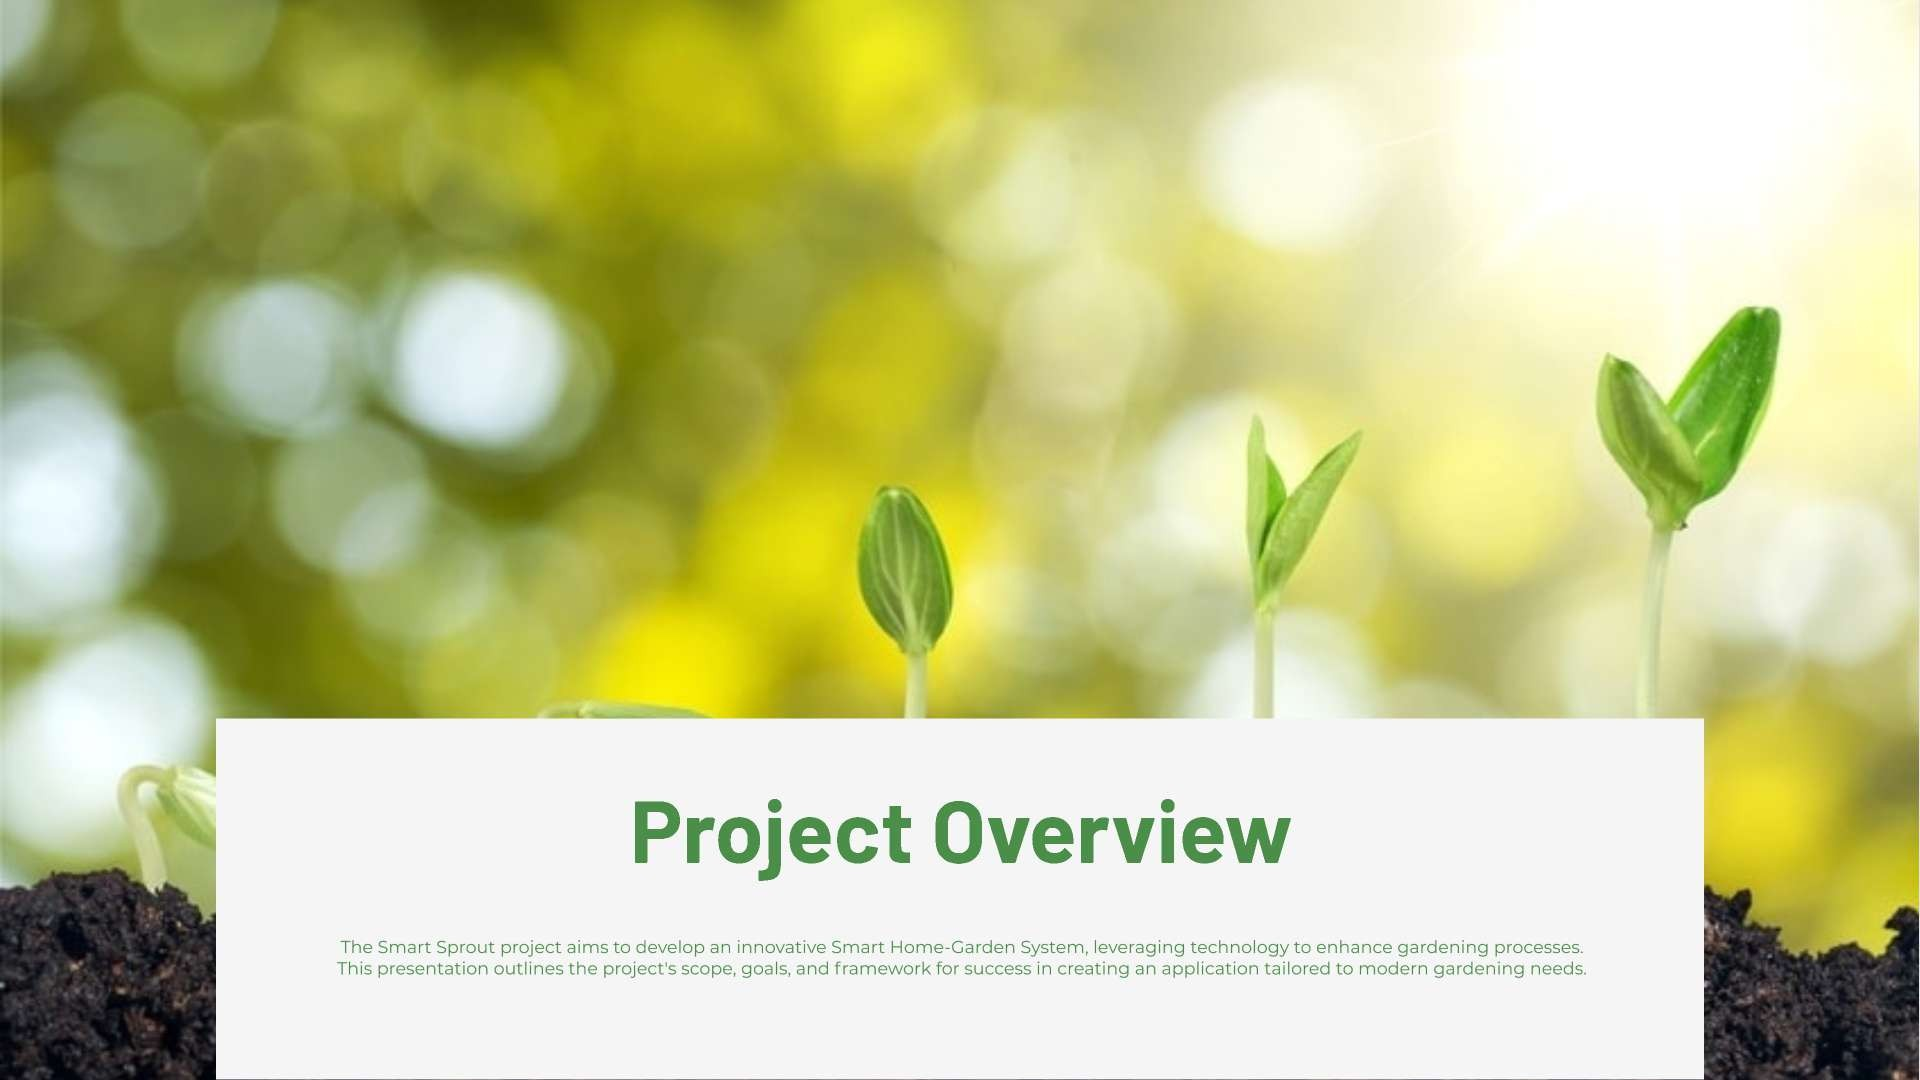 Project Overview
The Smart Sprout project aims to develop an innovative Smart Home-Garden System, leveraging technology to enhance gardening processes.
This presentation outlines the project's scope, goals, and framework for success in creating an application tailored to modern gardening needs.